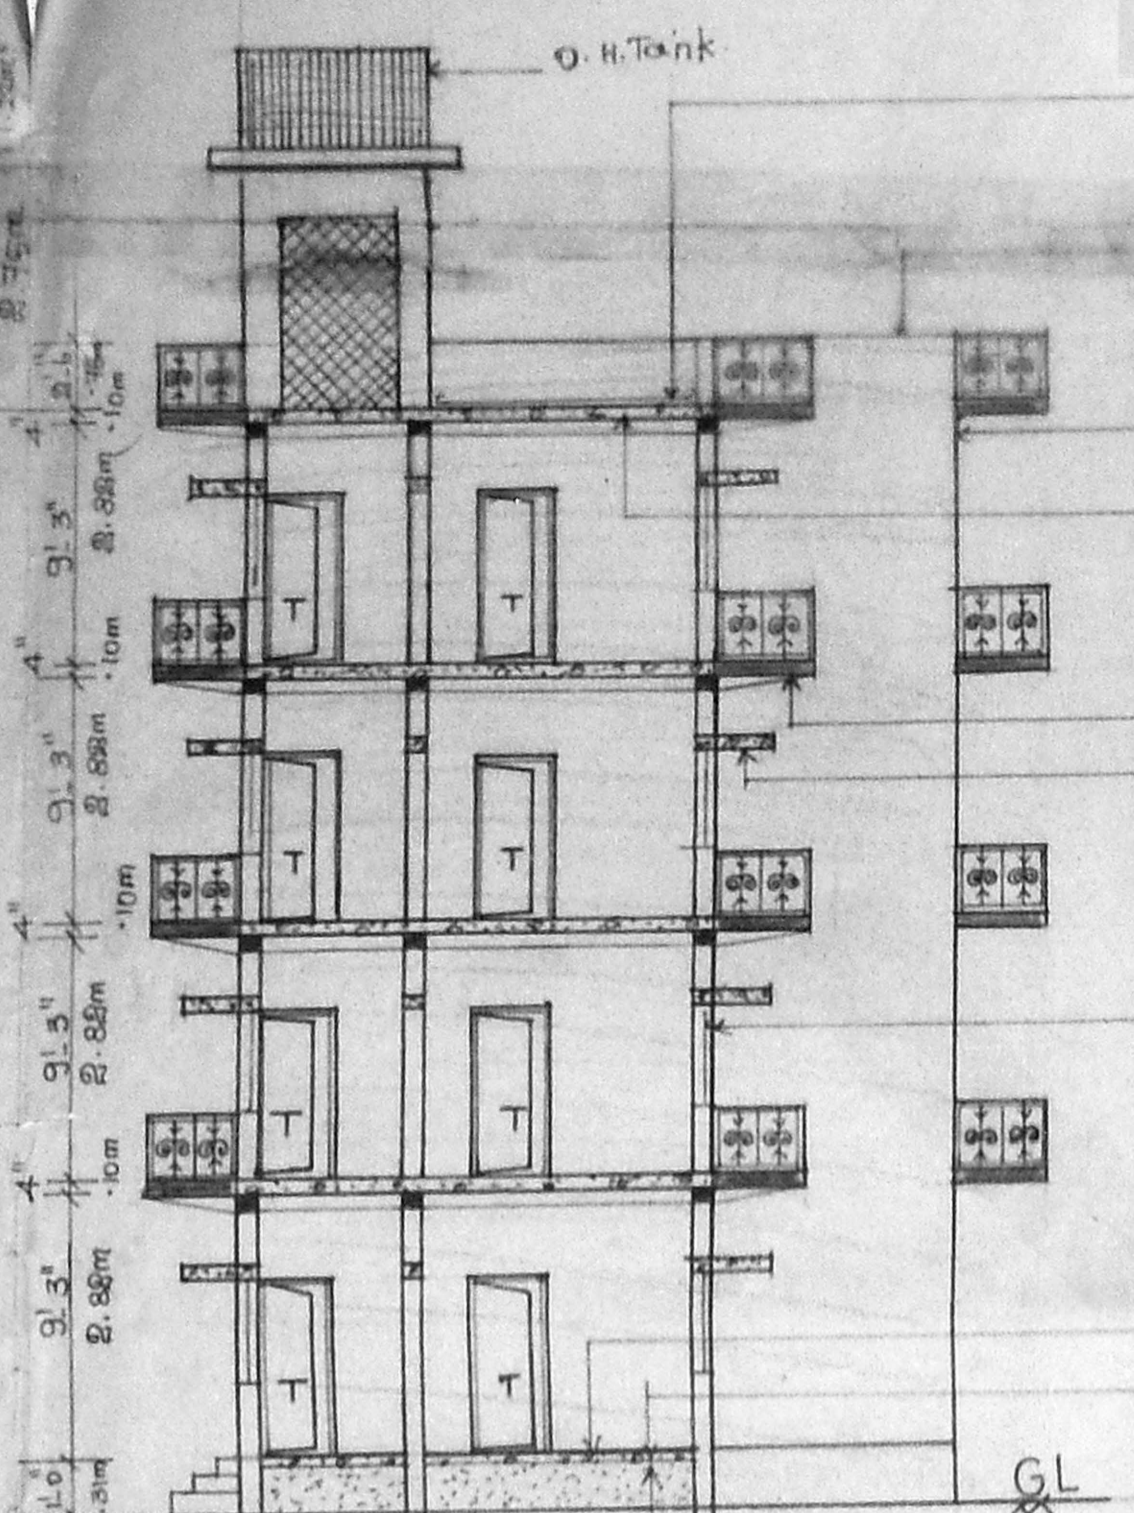 O.H.Tank
2'-6"
.76m
4"
.10m
9'-3"
2.82m
T
T
4"
.10m
9'-3"
2.82m
T
T
4"
.10m
9'-3"
2.82m
T
T
4"
.10m
9'-3"
2.82m
T
T
1'-0"
.31m
GL